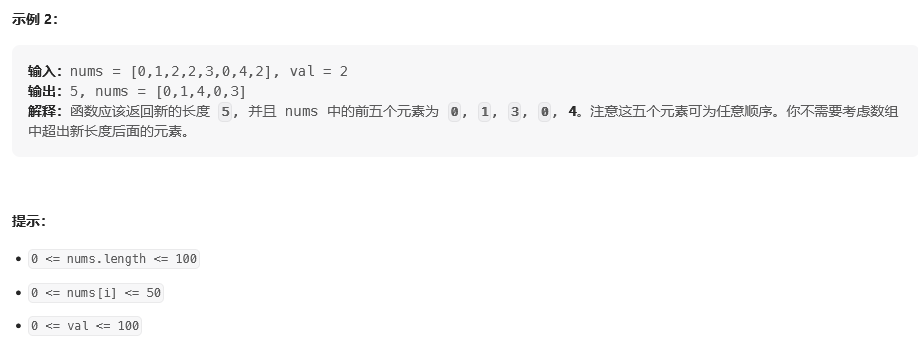 示例 2：
输入：nums = [0,1,2,2,3,0,4,2], val = 2
输出：5, nums = [0,1,4,0,3]
解释：函数应该返回新的长度 5, 并且 nums 中的前五个元素为 0, 1, 3, 0, 4。注意这五个元素可为任意顺序。你不需要考虑数组
中超出新长度后面的元素。
提示：
• 0 <= nums.length <= 100
• 0 <= nums[i] <= 50
• 0 <= val <= 100